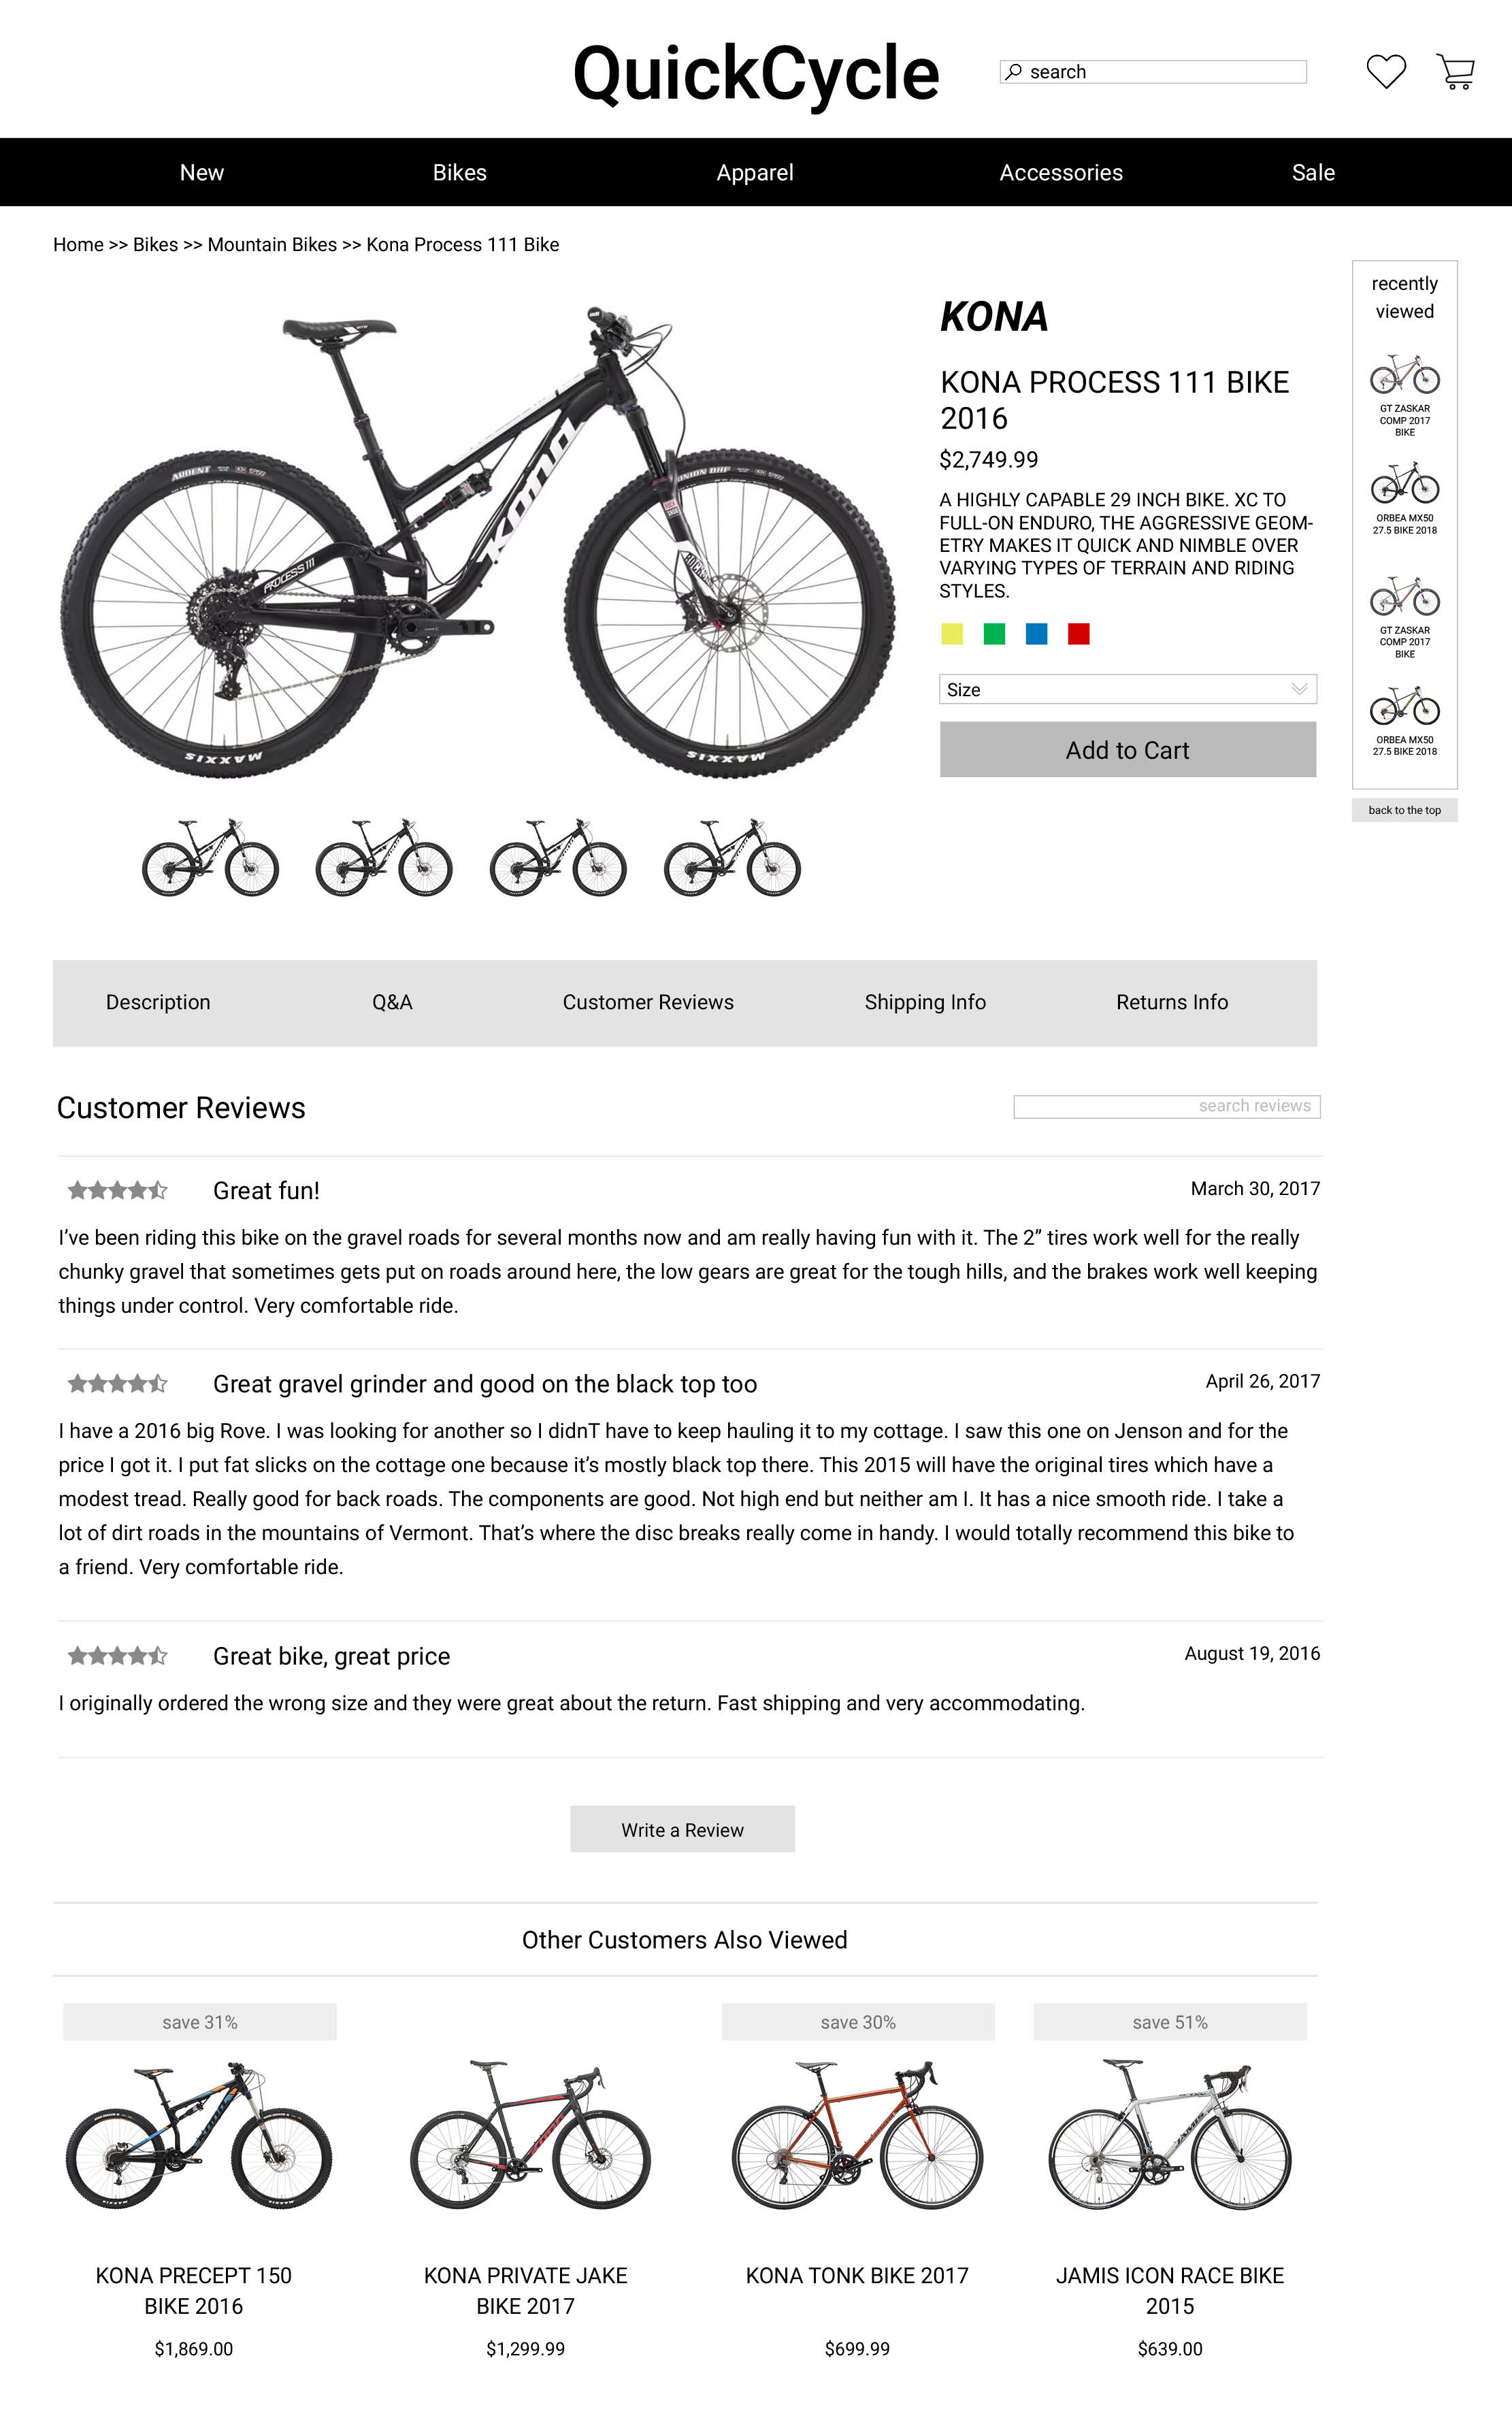 QuickCycle
search
New Bikes Apparel Accessories Sale
Home >> Bikes >> Mountain Bikes >> Kona Process 111 Bike
KONA
KONA PROCESS 111 BIKE
2016
$2,749.99
A HIGHLY CAPABLE 29 INCH BIKE. XC TO
FULL-ON ENDURO, THE AGGRESSIVE GEOM-
ETRY MAKES IT QUICK AND NIMBLE OVER
VARYING TYPES OF TERRAIN AND RIDING
STYLES.
Size
Add to Cart
recently
viewed
GT ZASKAR
COMP 2017
BIKE
ORBEA MX50
27.5 BIKE 2018
GT ZASKAR
COMP 2017
BIKE
ORBEA MX50
27.5 BIKE 2018
back to the top
ARDENT
KONA
PROCESS 111
MAXXIS
MAXXIS
Description Q&A Customer Reviews Shipping Info Returns Info
Customer Reviews
search reviews
Great fun!
March 30, 2017
I’ve been riding this bike on the gravel roads for several months now and am really having fun with it. The 2” tires work well for the really
chunky gravel that sometimes gets put on roads around here, the low gears are great for the tough hills, and the brakes work well keeping
things under control. Very comfortable ride.
Great gravel grinder and good on the black top too
April 26, 2017
I have a 2016 big Rove. I was looking for another so I didnT have to keep hauling it to my cottage. I saw this one on Jenson and for the
price I got it. I put fat slicks on the cottage one because it’s mostly black top there. This 2015 will have the original tires which have a
modest tread. Really good for back roads. The components are good. Not high end but neither am I. It has a nice smooth ride. I take a
lot of dirt roads in the mountains of Vermont. That’s where the disc breaks really come in handy. I would totally recommend this bike to
a friend. Very comfortable ride.
Great bike, great price
August 19, 2016
I originally ordered the wrong size and they were great about the return. Fast shipping and very accommodating.
Write a Review
Other Customers Also Viewed
save 31%
save 30%
save 51%
KONA PRECEPT 150
BIKE 2016
$1,869.00
KONA PRIVATE JAKE
BIKE 2017
$1,299.99
KONA TONK BIKE 2017
$699.99
JAMIS ICON RACE BIKE
2015
$639.00